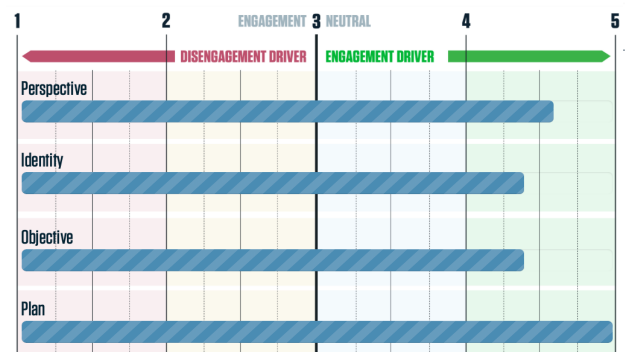 1 2 ENGAGEMENT 3 NEUTRAL 4 5
DISENGAGEMENT DRIVER ENGAGEMENT DRIVER
Perspective
Identity
Objective
Plan